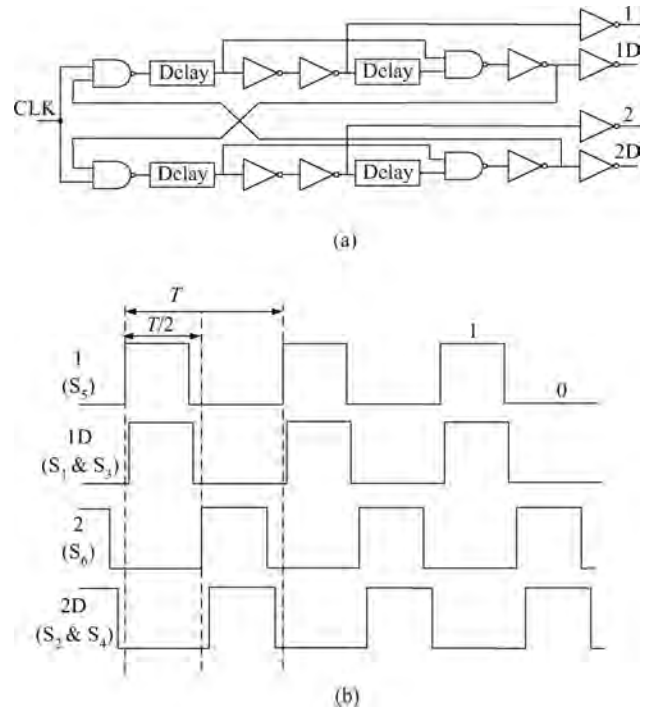 1
Delay
Delay
1D
CLK
2
Delay
Delay
2D
(a)
T
T/2
1
(S5)
1
0
1D
(S1 & S3)
2
(S6)
2D
(S2 & S4)
(b)